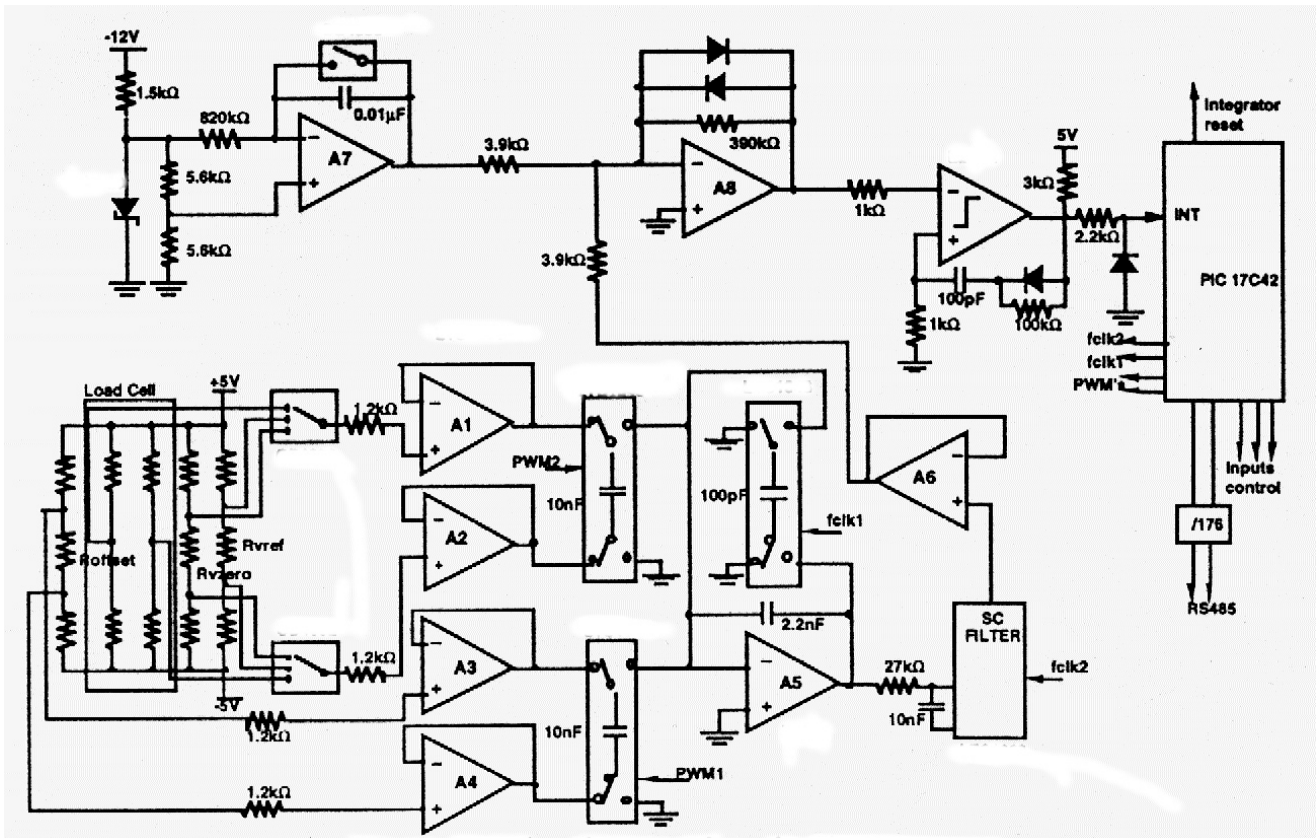 -12V
1.5kΩ
820kΩ
0.01μF
A7
5.6kΩ
5.6kΩ
3.9kΩ
390kΩ
A8
3.9kΩ
1kΩ
5V
3kΩ
2.2kΩ
100pF
100kΩ
1kΩ
Integrator
reset
INT
PIC 17C42
fclk2
fclk1
PWM's
Inputs
control
/176
RS485
Load Cell
+5V
Roffset
Rvzero
Rvref
-5V
1.2kΩ
A1
PWM2
10nF
A2
1.2kΩ
A3
1.2kΩ
A4
1.2kΩ
10nF
PWM1
100pF
fclk1
2.2nF
A5
A6
27kΩ
10nF
SC
FILTER
fclk2